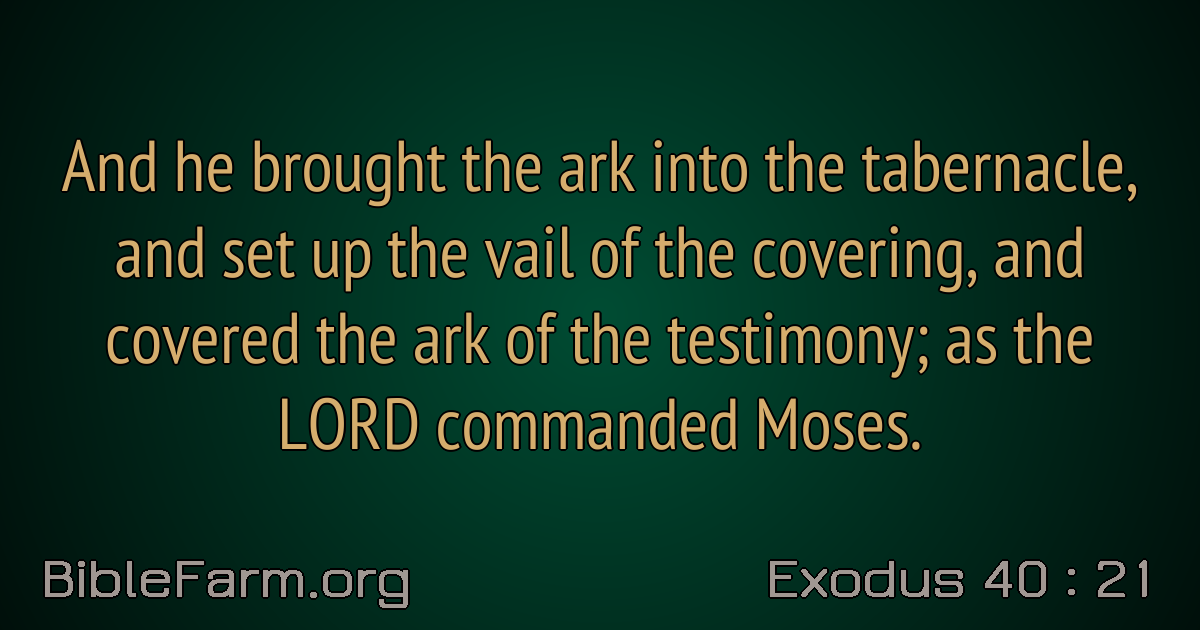 And he brought the ark into the tabernacle,
and set up the vail of the covering, and
covered the ark of the testimony; as the
LORD commanded Moses.
BibleFarm.org
Exodus 40 : 21